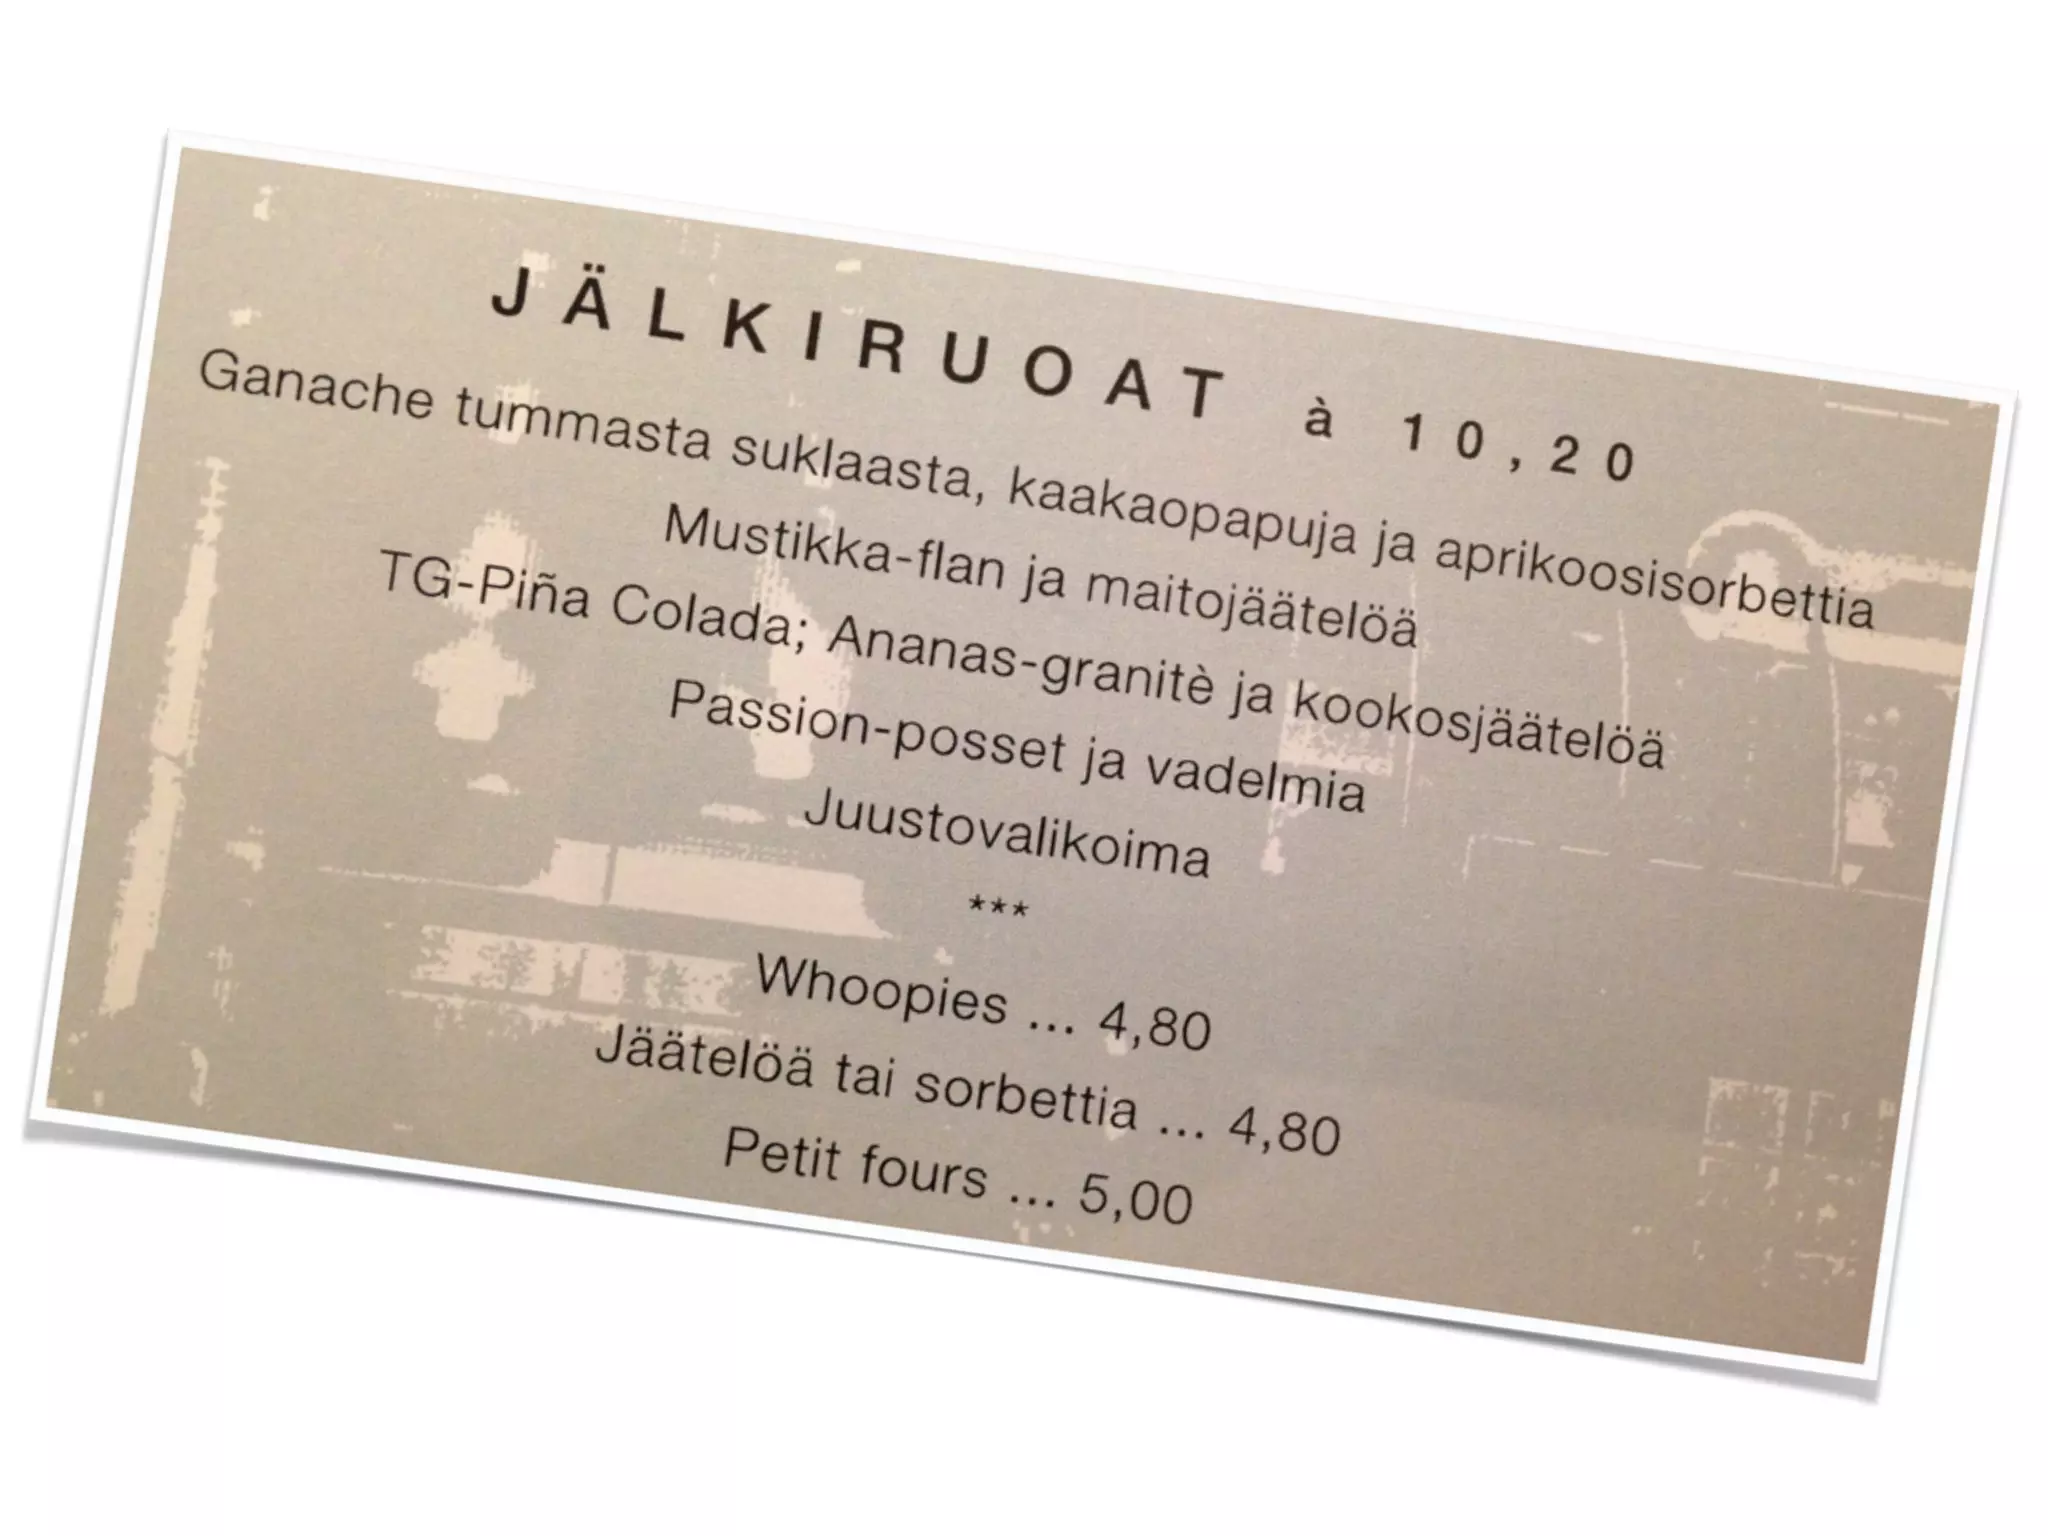 JÄLKIRUOAT à 10,20
Ganache tummasta suklaasta, kaakaopapuja ja aprikoosisorbettia
Mustikka-flan ja maitojäätelöä
TG-Piña Colada; Ananas-granitè ja kookosjäätelöä
Passion-posset ja vadelmia
Juustovalikoima
***
Whoopies ... 4,80
Jäätelöä tai sorbettia ... 4,80
Petit fours ... 5,00